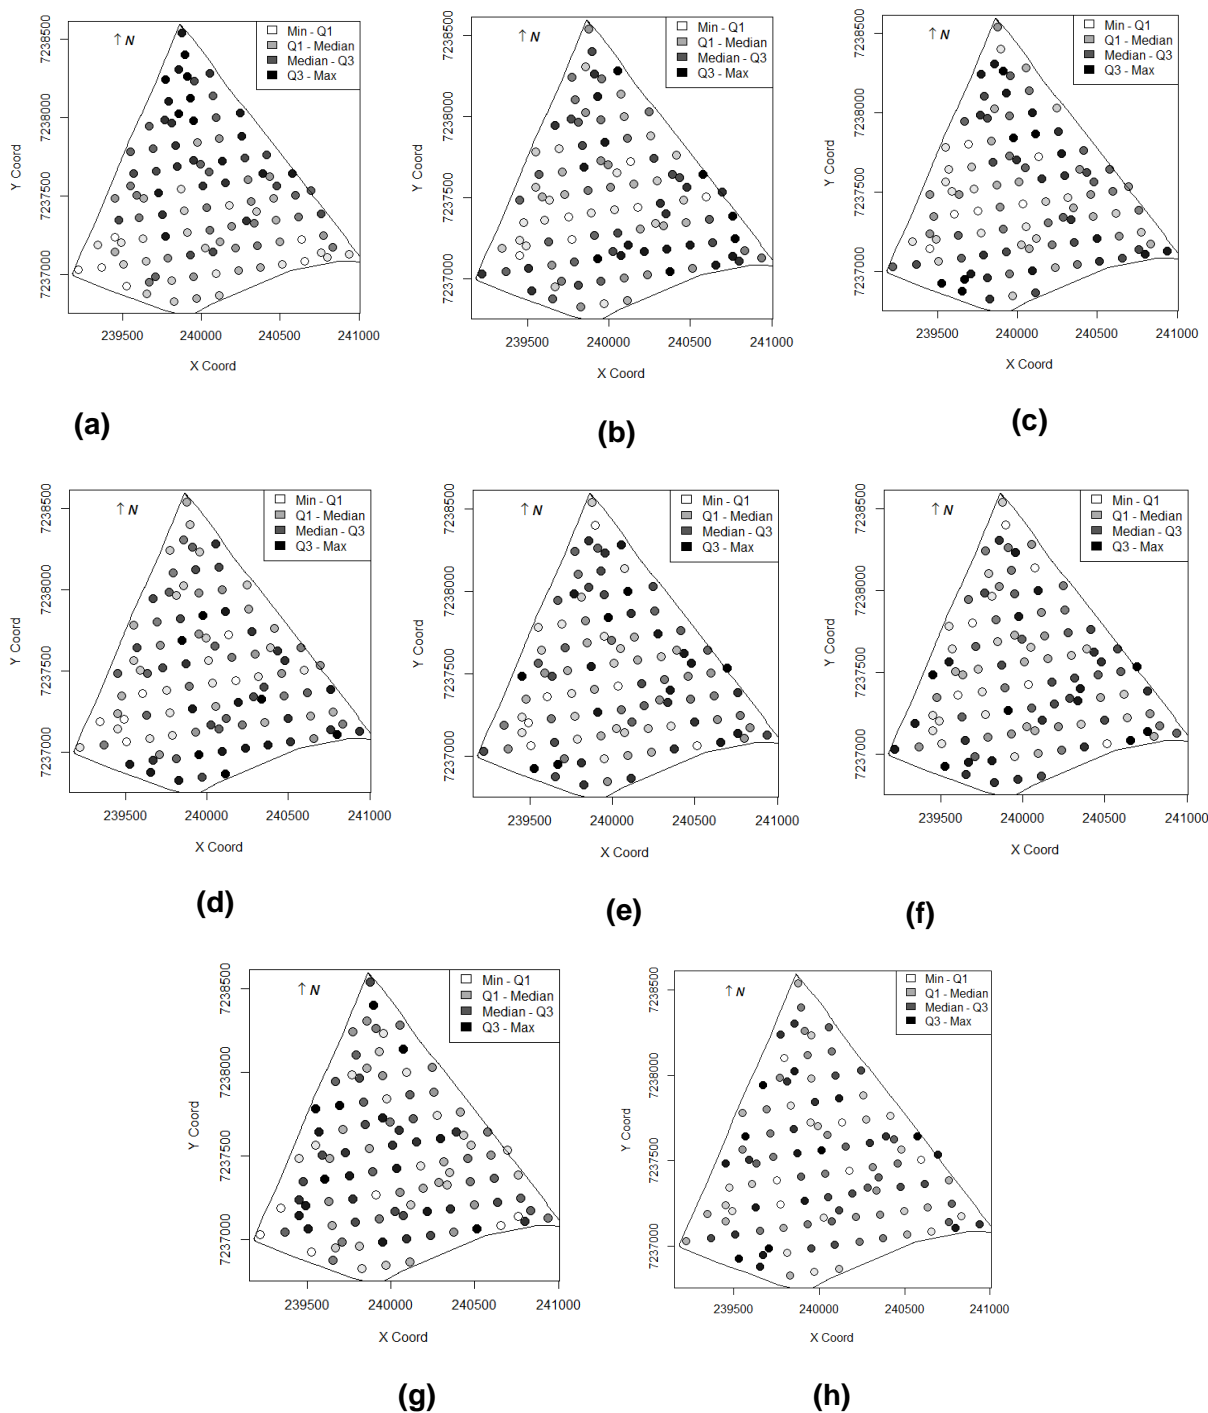 Min - Q1
Q1 - Median
Median - Q3
Q3 - Max
↑ N
Y Coord
7237000 7237500 7238000 7238500
239500 240000 240500 241000
X Coord
(a)
Min - Q1
Q1 - Median
Median - Q3
Q3 - Max
↑ N
Y Coord
7237000 7237500 7238000 7238500
239500 240000 240500 241000
X Coord
(b)
Min - Q1
Q1 - Median
Median - Q3
Q3 - Max
↑ N
Y Coord
7237000 7237500 7238000 7238500
239500 240000 240500 241000
X Coord
(c)
Min - Q1
Q1 - Median
Median - Q3
Q3 - Max
↑ N
Y Coord
7237000 7237500 7238000 7238500
239500 240000 240500 241000
X Coord
(d)
Min - Q1
Q1 - Median
Median - Q3
Q3 - Max
↑ N
Y Coord
7237000 7237500 7238000 7238500
239500 240000 240500 241000
X Coord
(e)
Min - Q1
Q1 - Median
Median - Q3
Q3 - Max
↑ N
Y Coord
7237000 7237500 7238000 7238500
239500 240000 240500 241000
X Coord
(f)
Min - Q1
Q1 - Median
Median - Q3
Q3 - Max
↑ N
Y Coord
7237000 7237500 7238000 7238500
239500 240000 240500 241000
X Coord
(g)
Min - Q1
Q1 - Median
Median - Q3
Q3 - Max
↑ N
Y Coord
7237000 7237500 7238000 7238500
239500 240000 240500 241000
X Coord
(h)